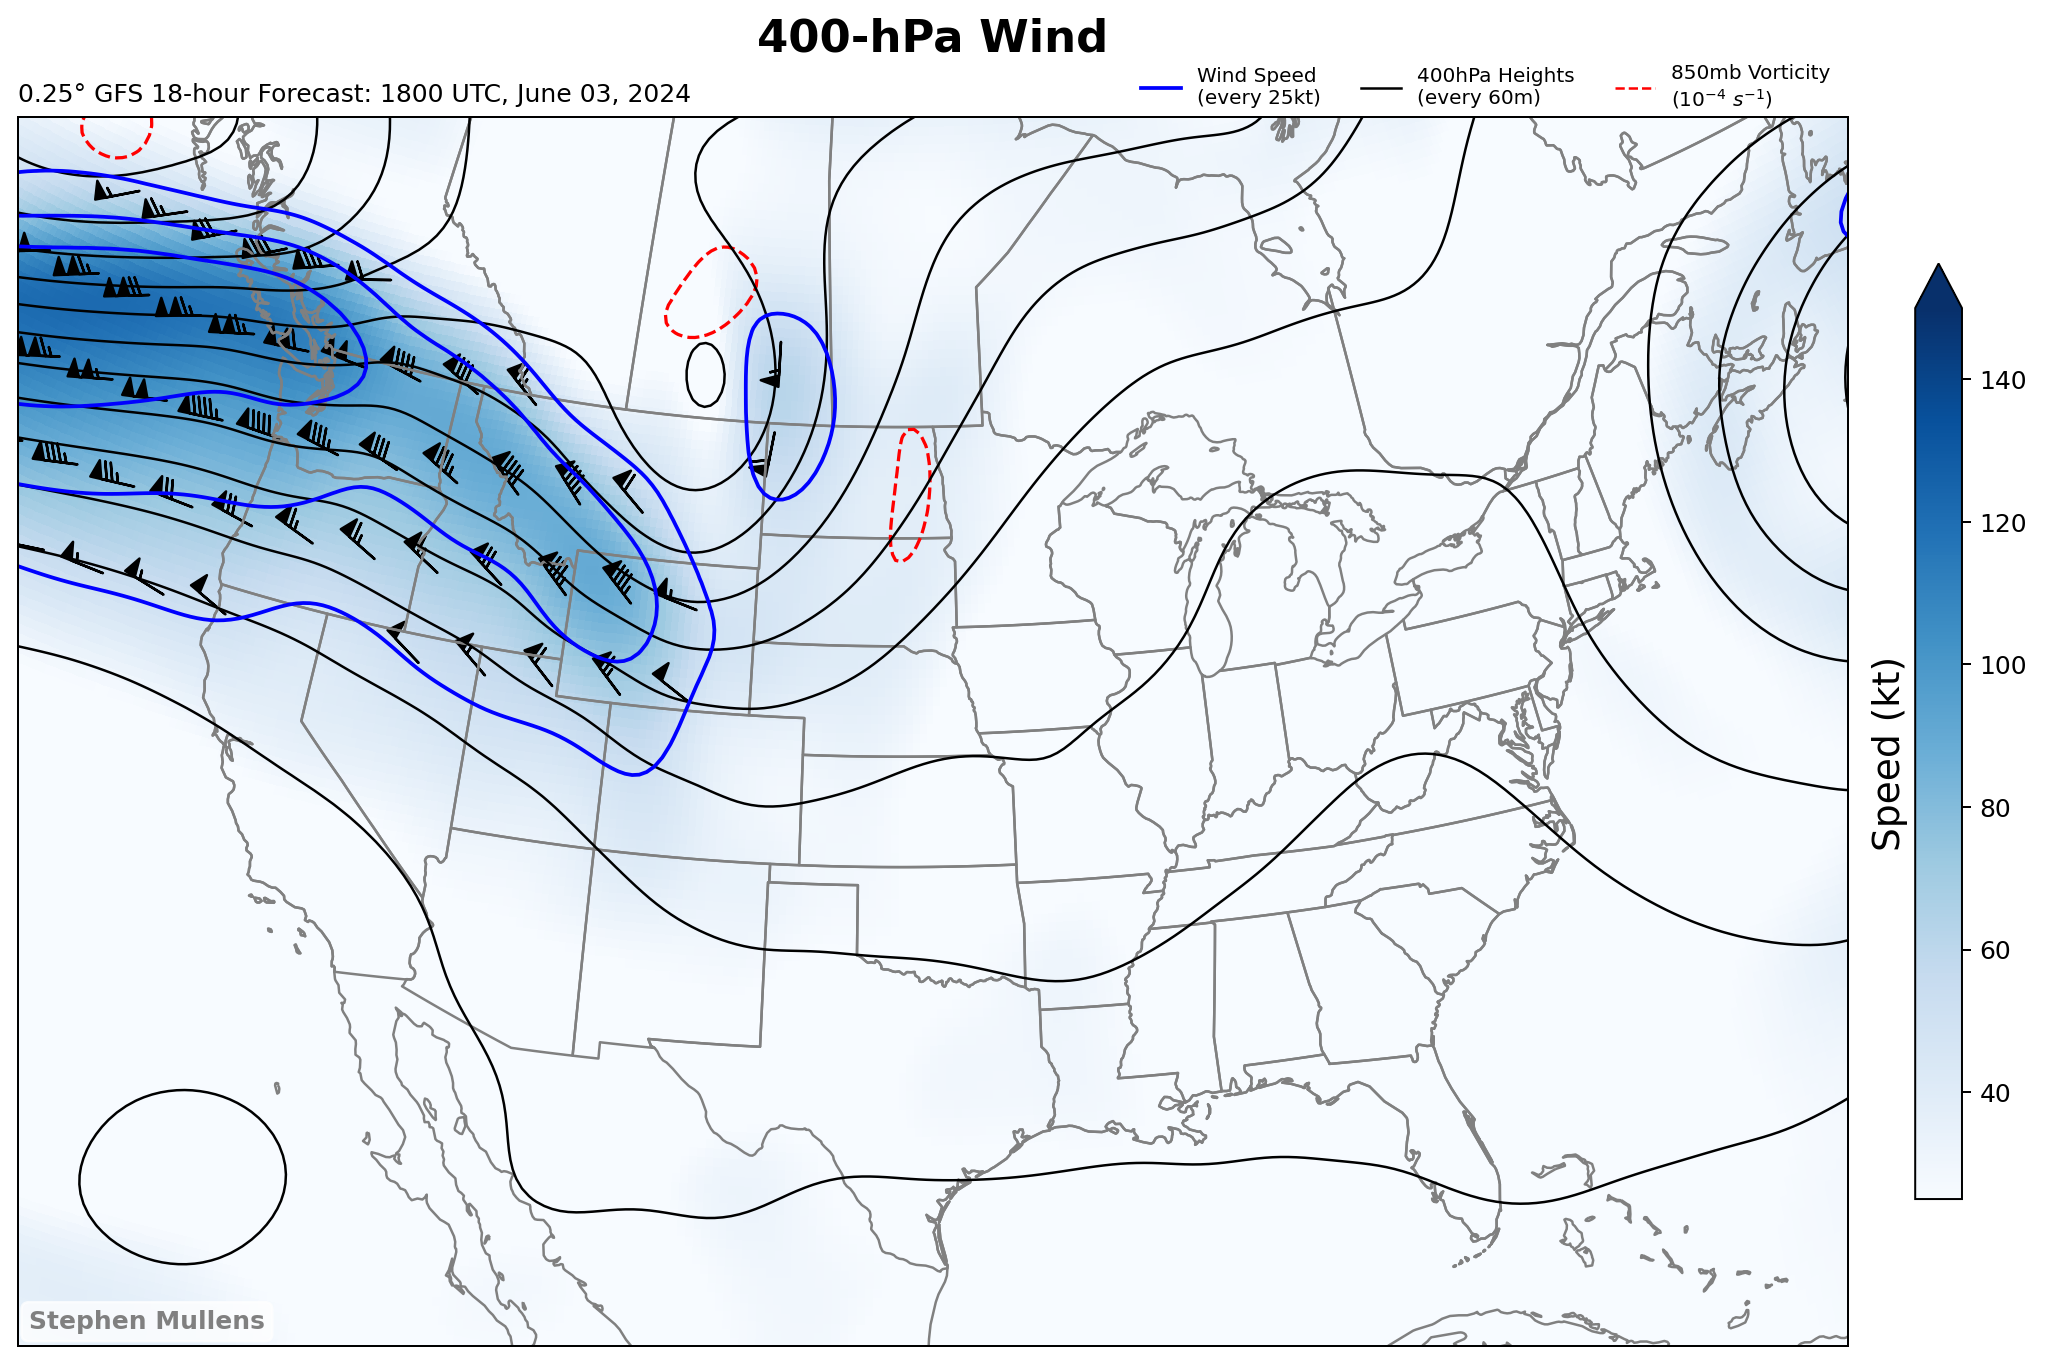 400-hPa Wind
0.25° GFS 18-hour Forecast: 1800 UTC, June 03, 2024
Wind Speed
(every 25kt)
400hPa Heights
(every 60m)
850mb Vorticity
(10⁻⁴ s⁻¹)
140
120
100
80
60
40
Speed (kt)
Stephen Mullens